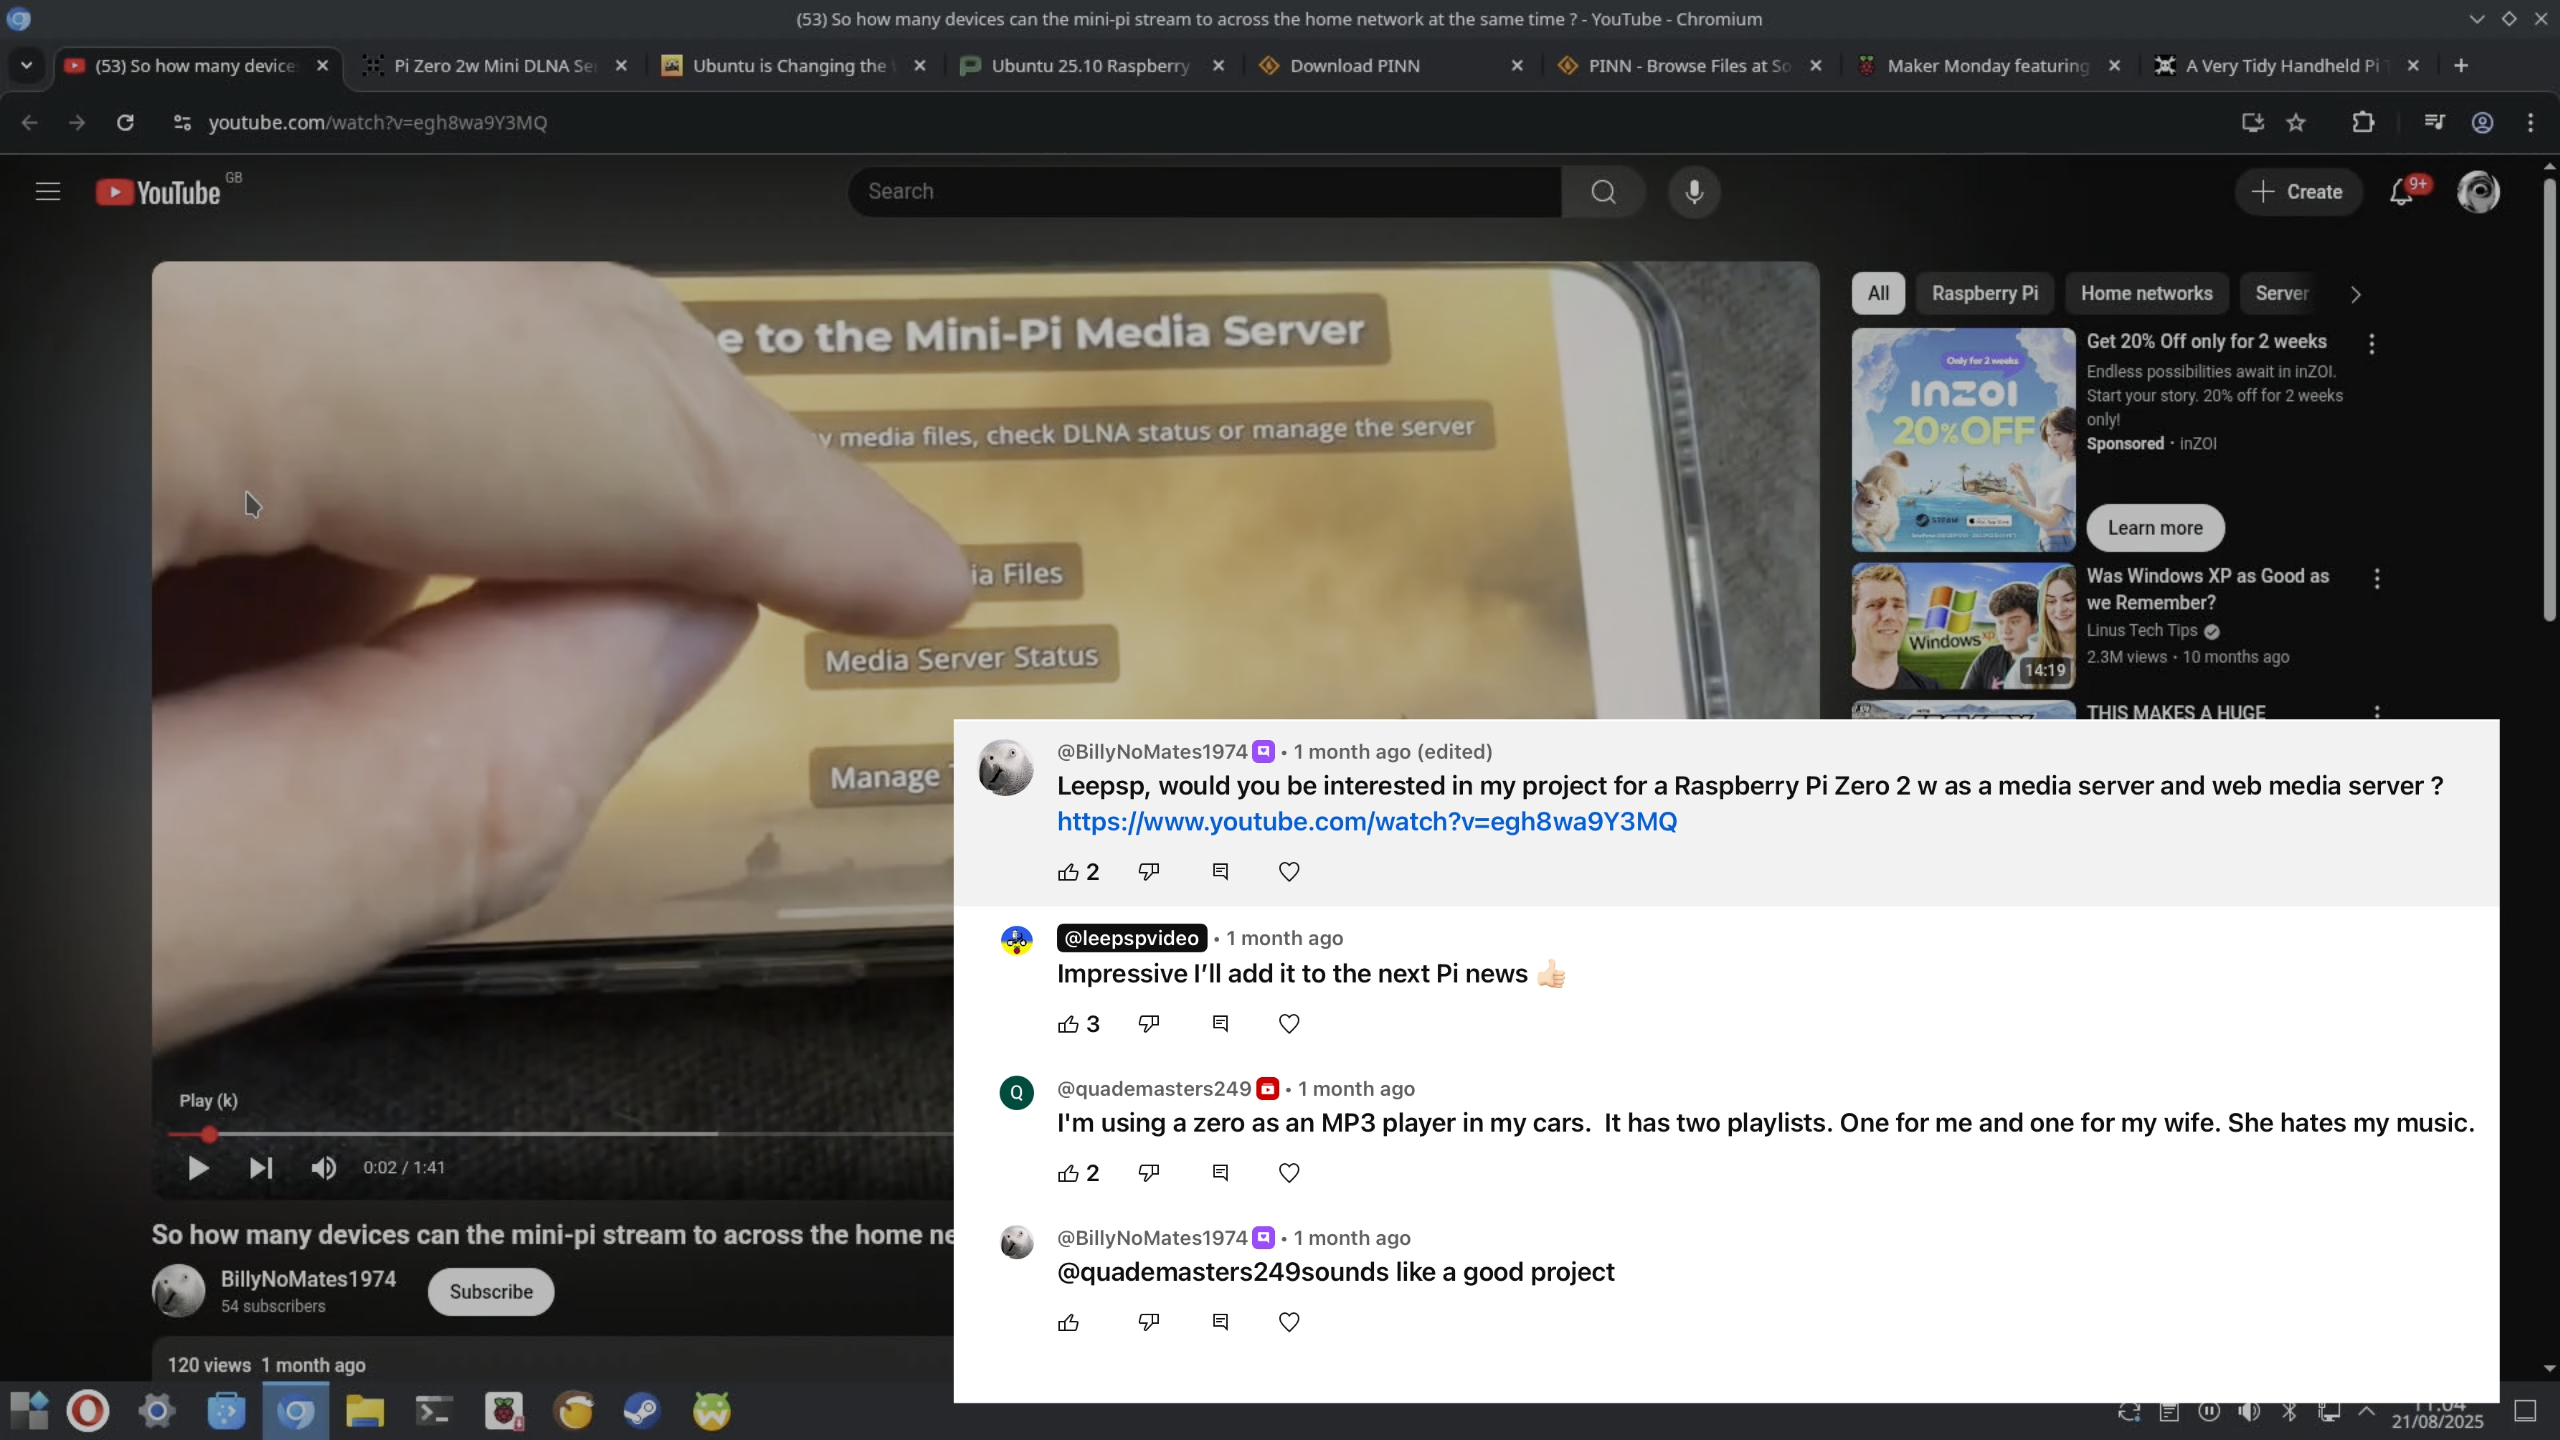 (53) So how many devices can the mini-pi stream to across the home network at the same time ? - YouTube - Chromium
(53) So how many device
Pi Zero 2w Mini DLNA Se
Ubuntu is Changing the
Ubuntu 25.10 Raspberry
Download PINN
PINN - Browse Files at So
Maker Monday featuring
A Very Tidy Handheld Pi
youtube.com/watch?v=egh8wa9Y3MQ
YouTube GB
Search
Create
9+
e to the Mini-Pi Media Server
media files, check DLNA status or manage the server
ia Files
Media Server Status
Manage
All
Raspberry Pi
Home networks
Server
Only for 2 weeks
inZOI
20%OFF
STEAM
Get 20% Off only for 2 weeks
Endless possibilities await in inZOI.
Start your story. 20% off for 2 weeks
only!
Sponsored · inZOI
Learn more
Windows xp
14:19
Was Windows XP as Good as
we Remember?
Linus Tech Tips
2.3M views · 10 months ago
THIS MAKES A HUGE
@BillyNoMates1974 • 1 month ago (edited)
Leepsp, would you be interested in my project for a Raspberry Pi Zero 2 w as a media server and web media server ?
https://www.youtube.com/watch?v=egh8wa9Y3MQ
2
@leepspvideo • 1 month ago
Impressive I’ll add it to the next Pi news 👍🏻
3
Q
@quademasters249 • 1 month ago
I'm using a zero as an MP3 player in my cars.  It has two playlists. One for me and one for my wife. She hates my music.
2
@BillyNoMates1974 • 1 month ago
@quademasters249sounds like a good project
Play (k)
0:02 / 1:41
So how many devices can the mini-pi stream to across the home ne
BillyNoMates1974
54 subscribers
Subscribe
120 views 1 month ago
11:04
21/08/2025